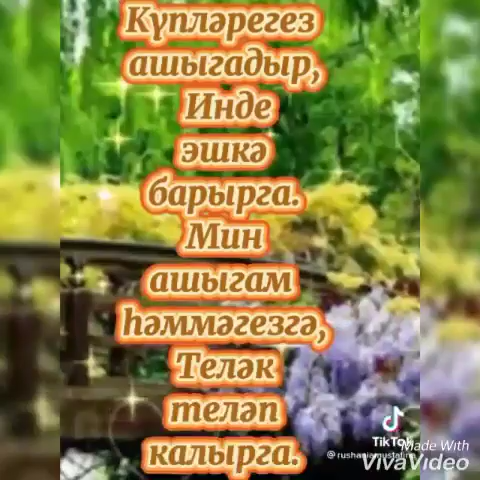 Күпләрегез
ашыгадыр,
Инде
эшкә
барырга.
Мин
ашыгам
һәммәгезгә,
Теләк
теләп
калырга.
TikTok
Made With
VivaVideo